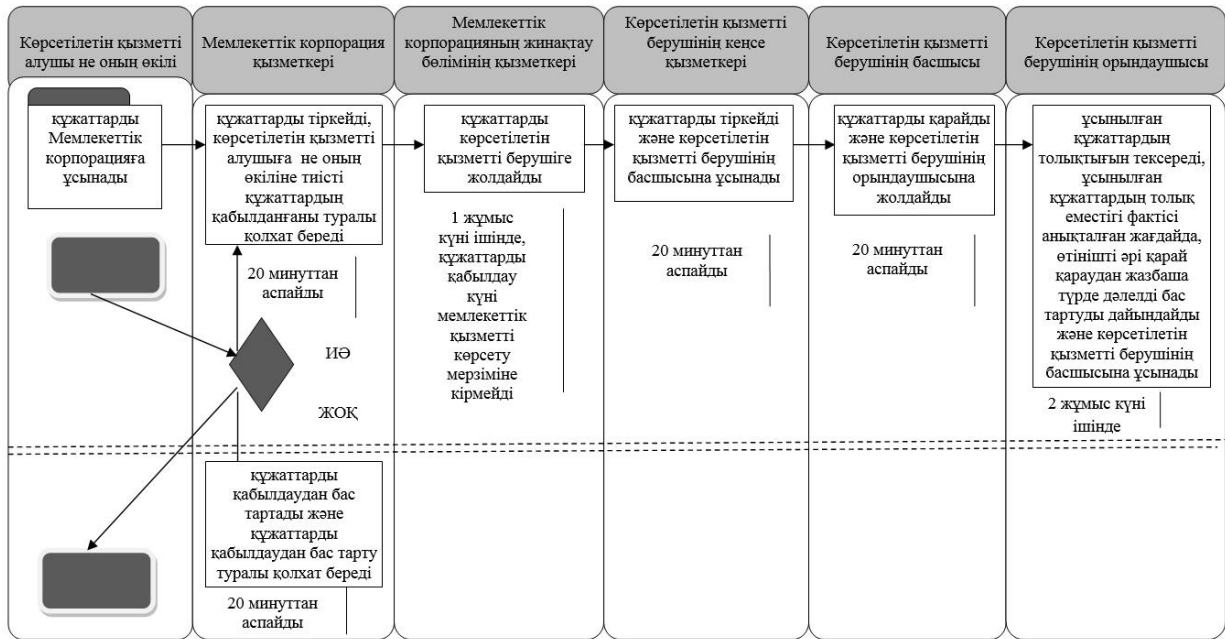 Көрсетілетін қызметті
алушы не оның өкілі
Мемлекеттік корпорация
қызметкері
Мемлекеттік
корпорацияның жинақтау
бөлімінің қызметкері
Көрсетілетін қызметті
берушінің кеңсе
қызметкері
Көрсетілетін қызметті
берушінің басшысы
Көрсетілетін қызметті
берушінің орындаушысы
құжаттарды
Мемлекеттік
корпорацияға
ұсынады
құжаттарды тіркейді,
көрсетілетін қызметті
алушыға не оның
өкіліне тиісті
құжаттардың
қабылданғаны туралы
қолхат береді
20 минуттан
аспайды
ИӘ
ЖОҚ
құжаттарды
қабылдаудан бас
тартады және
құжаттарды
қабылдаудан бас тарту
туралы қолхат береді
20 минуттан
аспайды
құжаттарды
көрсетілетін
қызметті берушіге
жолдайды
1 жұмыс
күні ішінде,
құжаттарды
қабылдау
күні
мемлекеттік
қызметті
көрсету
мерзіміне
кірмейді
құжаттарды тіркейді
және көрсетілетін
қызметті берушінің
басшысына ұсынады
20 минуттан
аспайды
құжаттарды қарайды
және көрсетілетін
қызметті берушінің
орындаушысына
жолдайды
20 минуттан
аспайды
ұсынылған
құжаттардың
толықтығын тексереді,
ұсынылған
құжаттардың толық
еместігі фактісі
анықталған жағдайда,
өтінішті әрі қарай
қараудан жазбаша
түрде дәлелді бас
тартуды дайындайды
және көрсетілетін
қызметті берушінің
басшысына ұсынады
2 жұмыс күні
ішінде